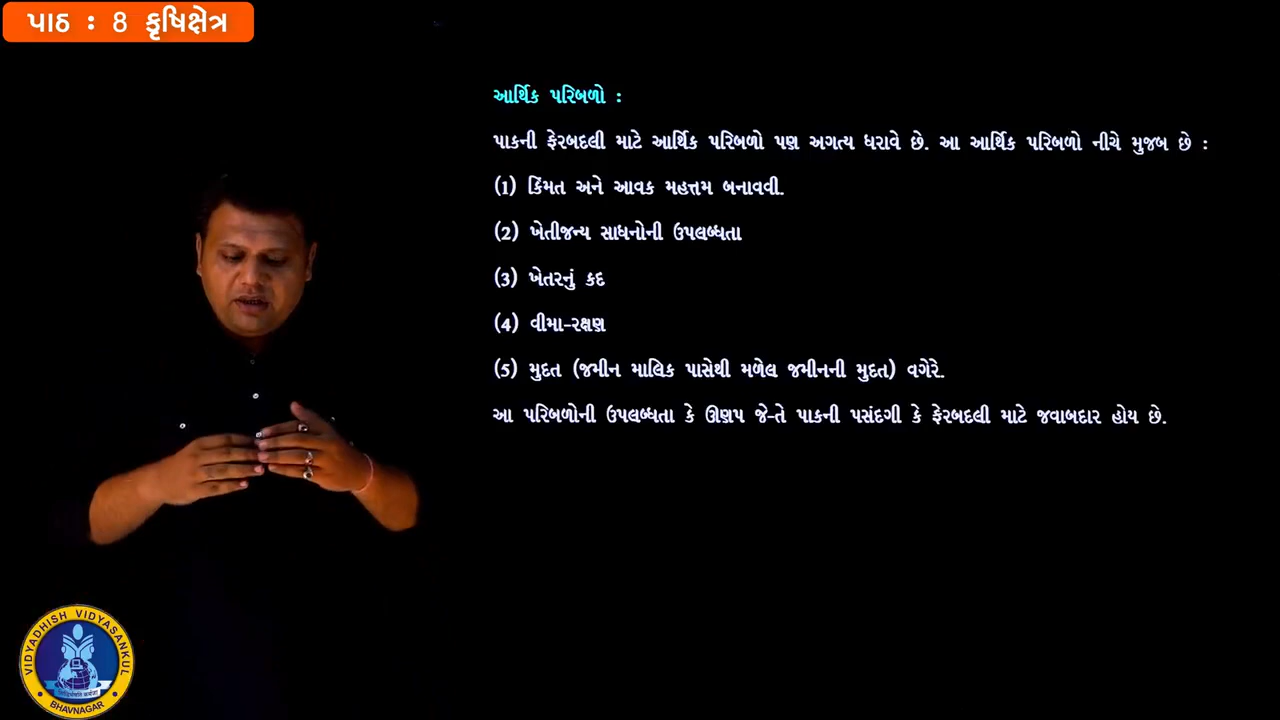 પાઠ : 8 કૃષિક્ષેત્ર
આર્થિક પરિબળો :
પાકની ફેરબદલી માટે આર્થિક પરિબળો પણ અગત્ય ધરાવે છે. આ આર્થિક પરિબળો નીચે મુજબ છે :
(1) કિંમત અને આવક મહત્તમ બનાવવી.
(2) ખેતીજન્ય સાધનોની ઉપલબ્ધતા
(3) ખેતરનું કદ
(4) વીમા-રક્ષણ
(5) મુદત (જમીન માલિક પાસેથી મળેલ જમીનની મુદત) વગેરે.
આ પરિબળોની ઉપલબ્ધતા કે ઊણપ જે-તે પાકની પસંદગી કે ફેરબદલી માટે જવાબદાર હોય છે.
VIDYADHISH VIDYASANKUL
BHAVNAGAR